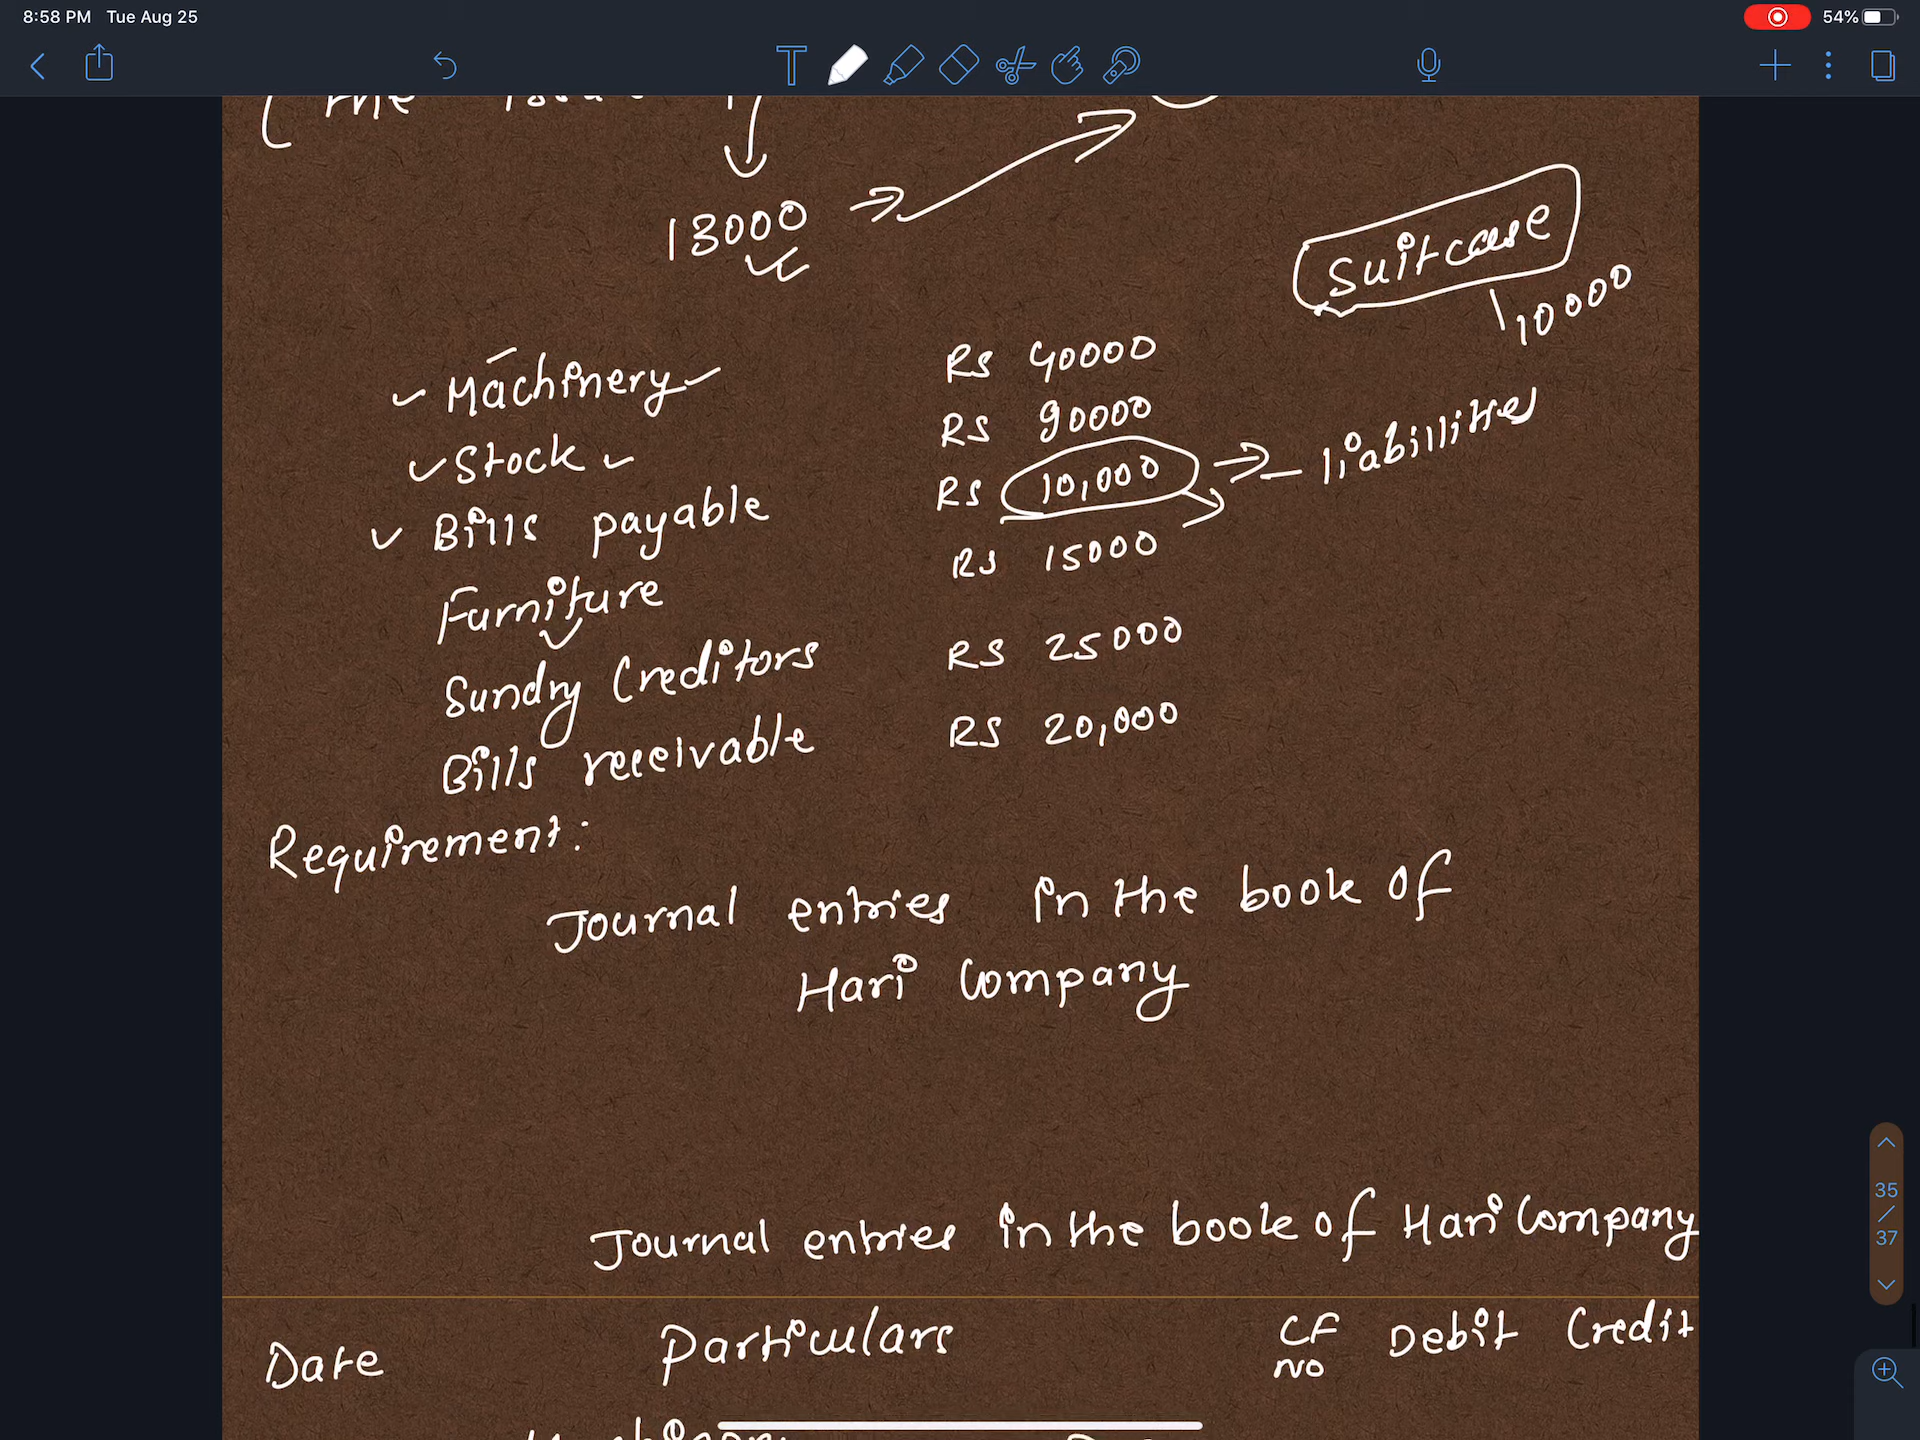 8:58 PM Tue Aug 25
54%
the
13000
Suitcase
10000
Machinery Rs 40000
Stock Rs 90000
Bills payable Rs 10,000 liabillities
Furniture Rs 15000
Sundry Creditors Rs 25000
Bills receivable Rs 20,000
Requirement:
Journal entries in the book of
Hari Company
35
/
37
Journal entries in the book of Hari Company
Date Particulars CF Debit Credit
NO